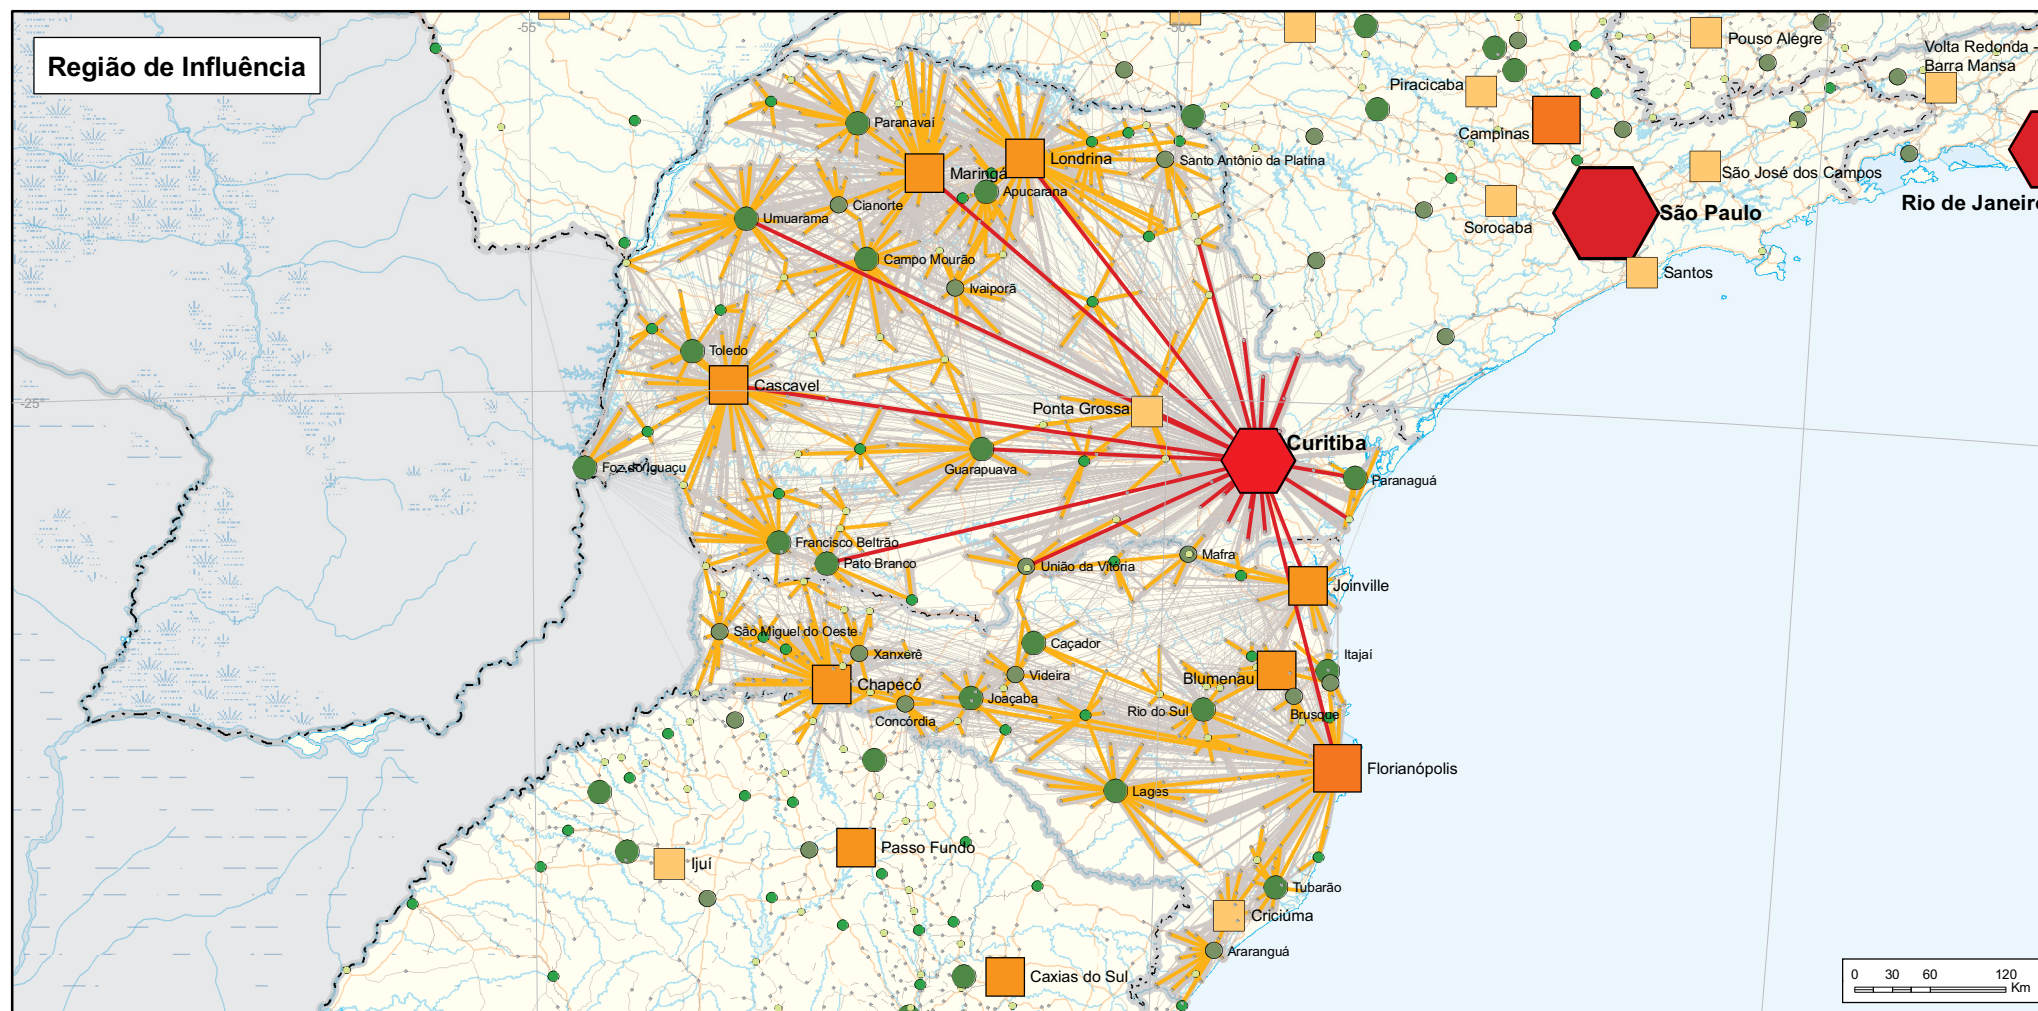 Região de Influência
-55°
-50°
45°
-25°
Pouso Alegre
Volta Redonda -
Barra Mansa
Piracicaba
Campinas
São José dos Campos
São Paulo
Rio de Janeiro
Sorocaba
Santos
Paranavaí
Londrina
Maringá
Santo Antônio da Platina
Apucarana
Cianorte
Umuarama
Campo Mourão
Ivaiporã
Toledo
Cascavel
Ponta Grossa
Curitiba
Foz do Iguaçu
Guarapuava
Paranaguá
Francisco Beltrão
Pato Branco
União da Vitória
Mafra
Joinville
São Miguel do Oeste
Caçador
Xanxerê
Itajaí
Videira
Blumenau
Chapecó
Joaçaba
Concórdia
Rio do Sul
Brusque
Florianópolis
Lages
Passo Fundo
Ijuí
Tubarão
Criciúma
Araranguá
Caxias do Sul
0 30 60 120
Km